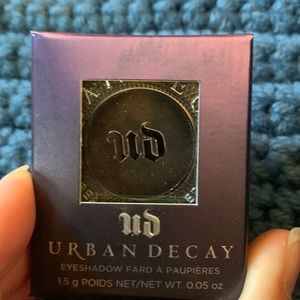 ud
ud
URBAN DECAY
EYESHADOW FARD À PAUPIÈRES
1.5 g POIDS NET/NET WT. 0.05 oz